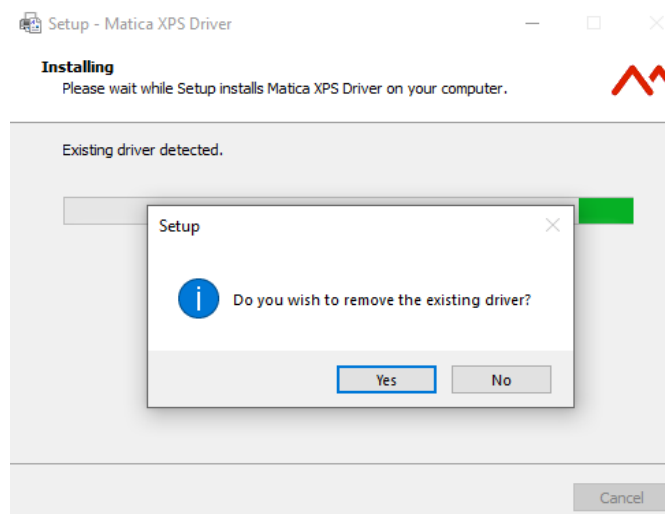 Setup - Matica XPS Driver
Installing
Please wait while Setup installs Matica XPS Driver on your computer.
Existing driver detected.
Setup
Do you wish to remove the existing driver?
Yes
No
Cancel